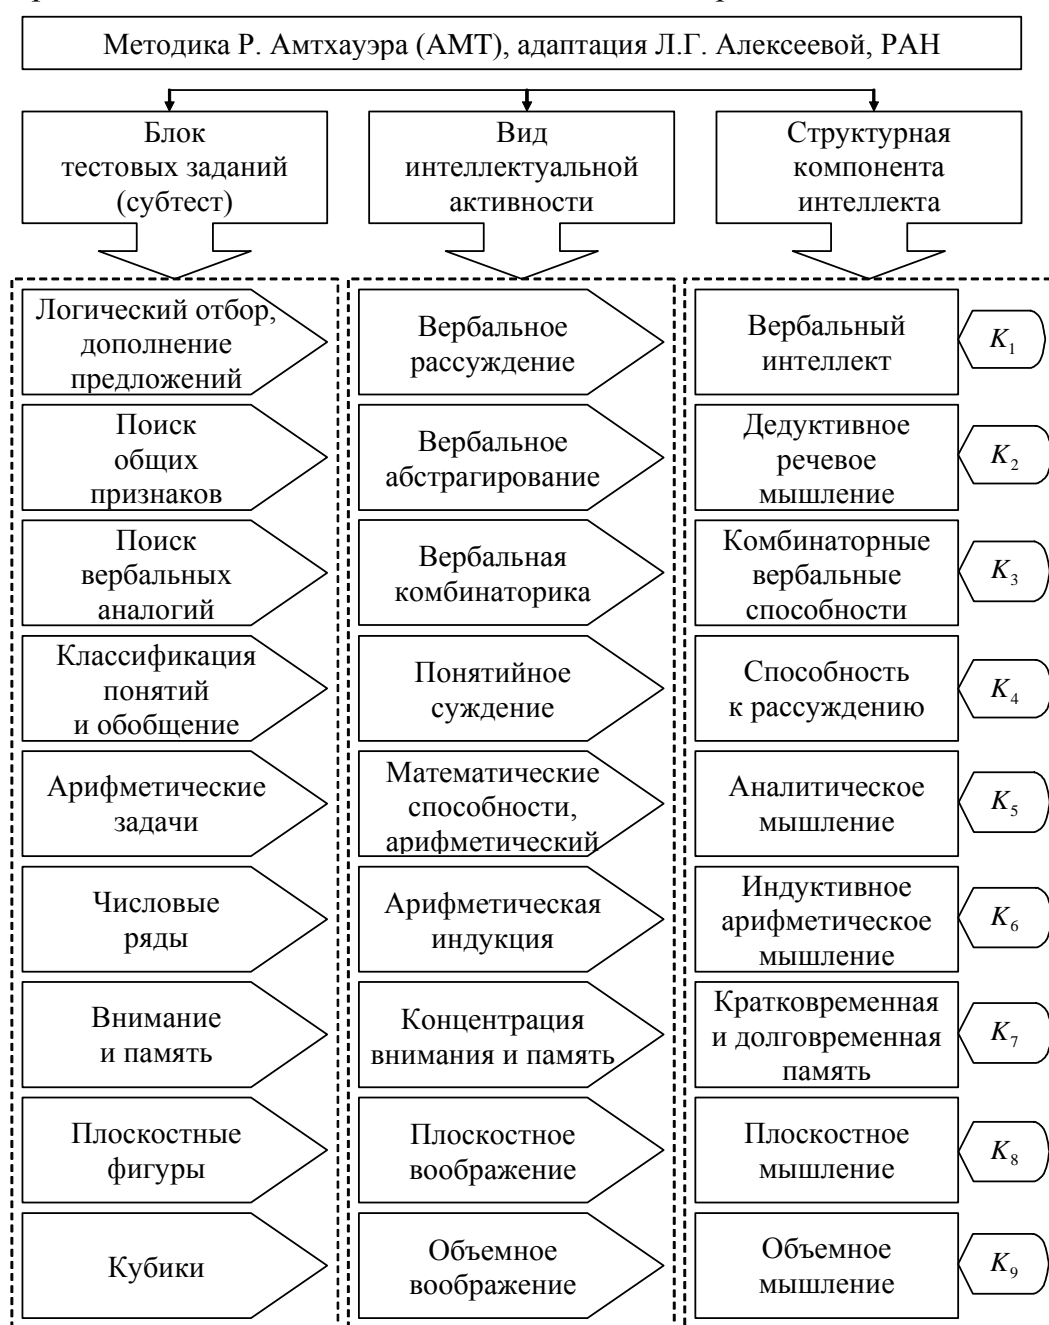 Методика Р. Амтхауэра (АМТ), адаптация Л.Г. Алексеевой, РАН
Блок
тестовых заданий
(субтест)
Вид
интеллектуальной
активности
Структурная
компонента
интеллекта
Логический отбор,
дополнение
предложений
Вербальное
рассуждение
Вербальный
интеллект
K1
Поиск
общих
признаков
Вербальное
абстрагирование
Дедуктивное
речевое
мышление
K2
Поиск
вербальных
аналогий
Вербальная
комбинаторика
Комбинаторные
вербальные
способности
K3
Классификация
понятий
и обобщение
Понятийное
суждение
Способность
к рассуждению
K4
Арифметические
задачи
Математические
способности,
арифметический
Аналитическое
мышление
K5
Числовые
ряды
Арифметическая
индукция
Индуктивное
арифметическое
мышление
K6
Внимание
и память
Концентрация
внимания и память
Кратковременная
и долговременная
память
K7
Плоскостные
фигуры
Плоскостное
воображение
Плоскостное
мышление
K8
Кубики
Объемное
воображение
Объемное
мышление
K9